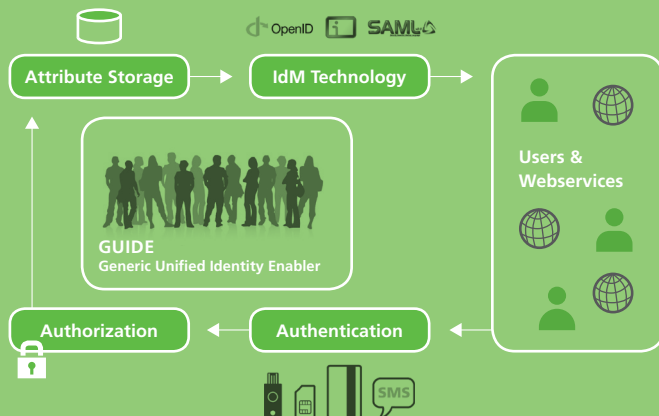 OpenID
i
SAML
Attribute Storage
IdM Technology
Users &
Webservices
GUIDE
Generic Unified Identity Enabler
Authorization
Authentication
SMS